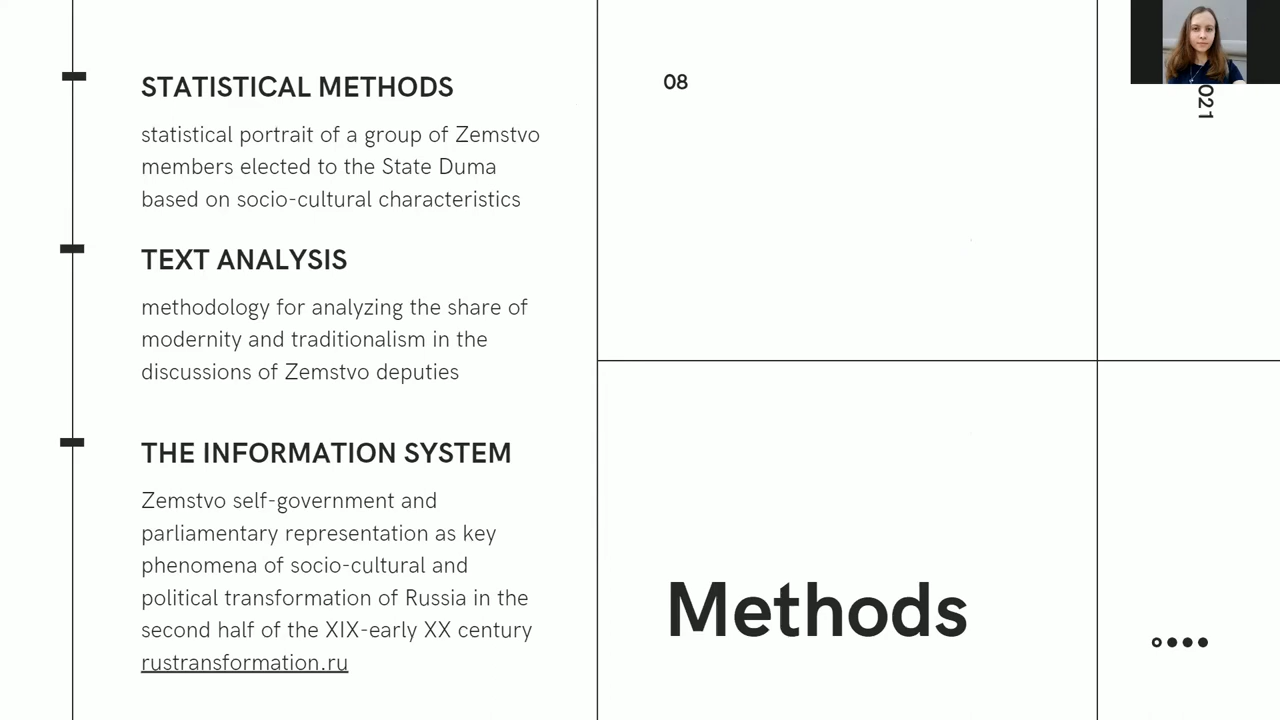 STATISTICAL METHODS
statistical portrait of a group of Zemstvo
members elected to the State Duma
based on socio-cultural characteristics
TEXT ANALYSIS
methodology for analyzing the share of
modernity and traditionalism in the
discussions of Zemstvo deputies
THE INFORMATION SYSTEM
Zemstvo self-government and
parliamentary representation as key
phenomena of socio-cultural and
political transformation of Russia in the
second half of the XIX-early XX century
rustransformation.ru
08
Methods
021